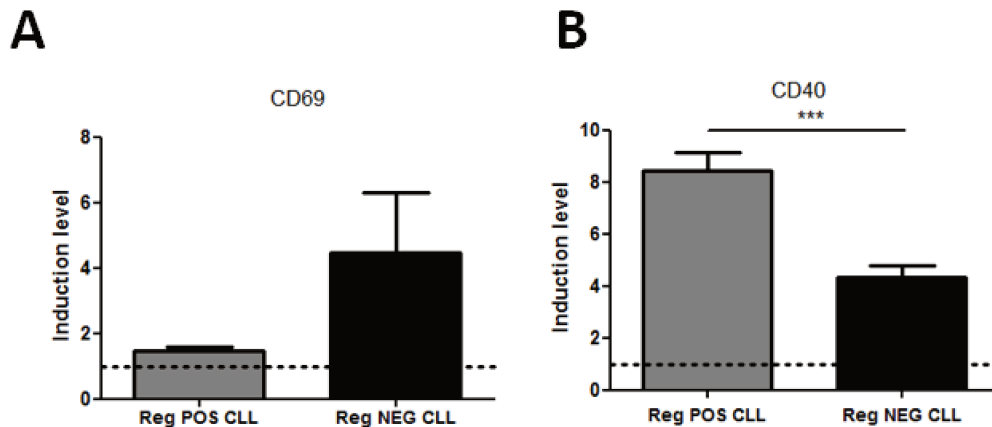 A
CD69
Induction level
8
6
4
2
0
Reg POS CLL Reg NEG CLL
B
CD40
***
Induction level
10
8
6
4
2
0
Reg POS CLL Reg NEG CLL